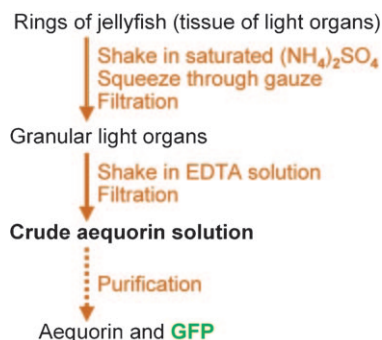 Rings of jellyfish (tissue of light organs)
Shake in saturated (NH₄)₂SO₄
Squeeze through gauze
Filtration
Granular light organs
Shake in EDTA solution
Filtration
Crude aequorin solution
Purification
Aequorin and GFP